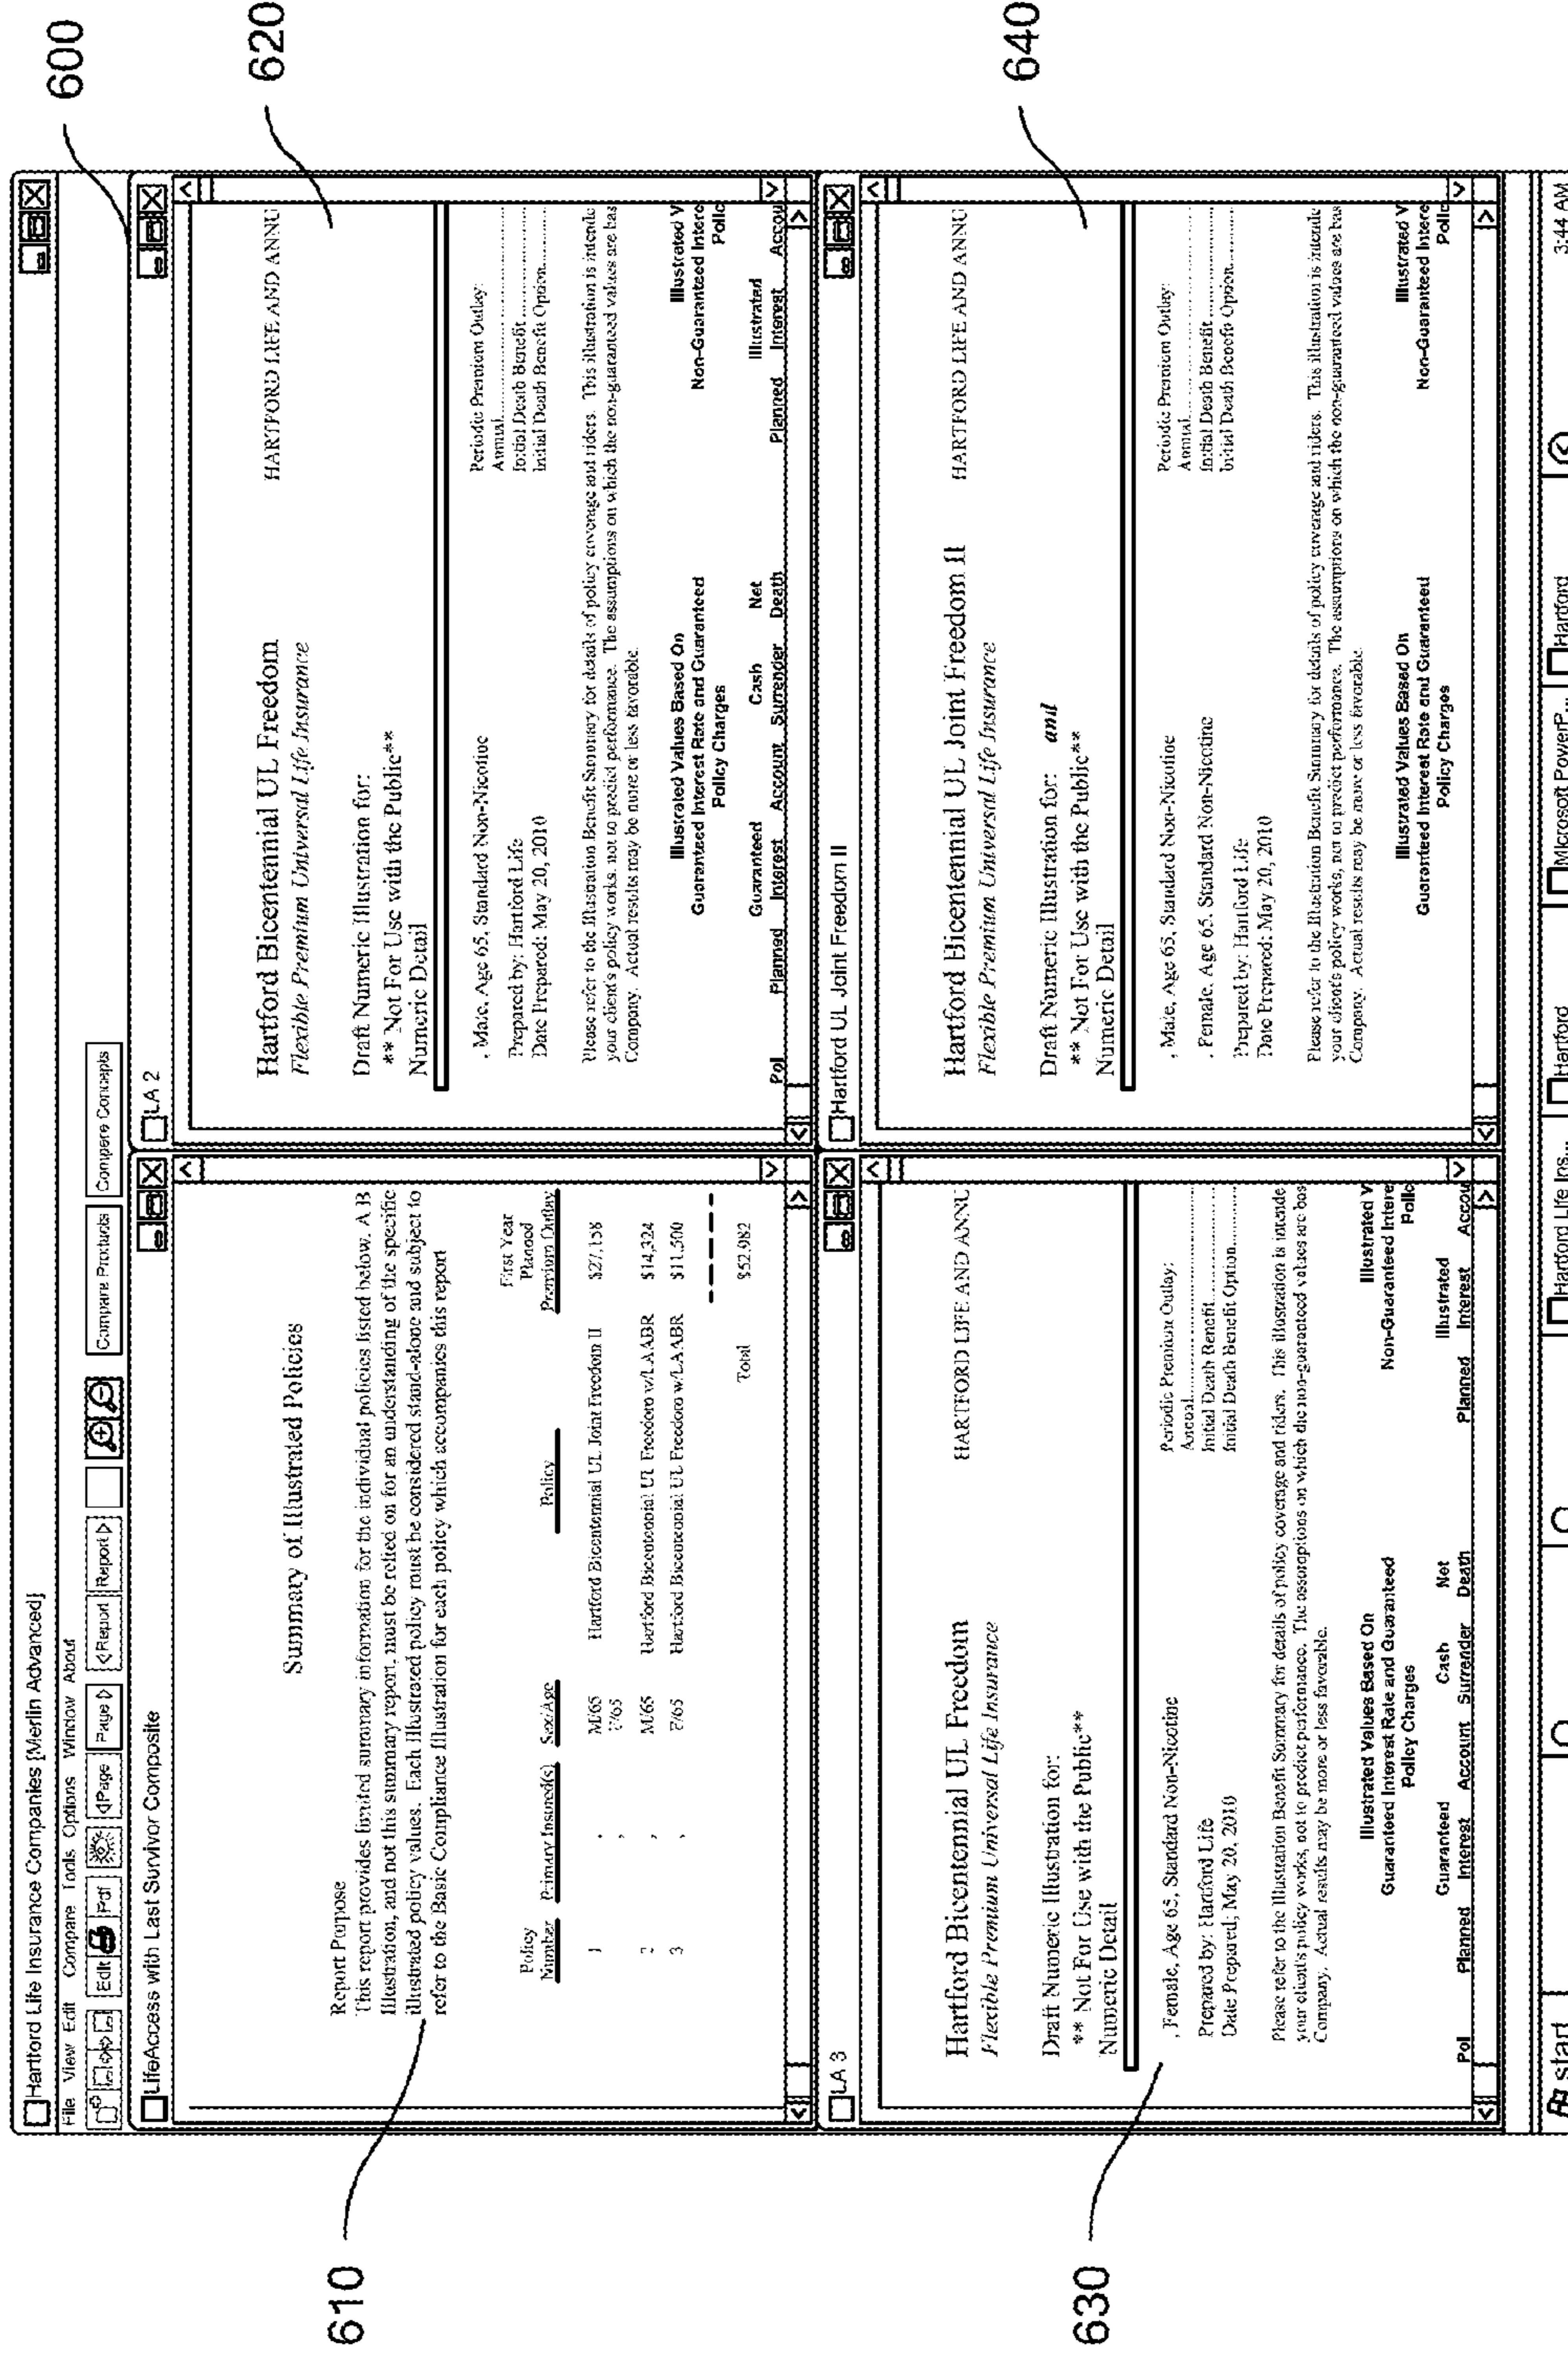 600
Hartford Life Insurance Companies [Merlin Advanced]
File View Edit Compare Tools Options Window About
Edit Pdf Page Page Report Report Compare Products Compare Concepts
LifeAccess with Last Survivor Composite
Summary of Illustrated Policies
Report Purpose
This report provides limited summary information for the individual policies listed below. A B
Illustration, and not this summary report, must be relied on for an understanding of the specific
illustrated policy values. Each illustrated policy must be considered stand-alone and subject to
refer to the Basic Compliance Illustration for each policy which accompanies this report
First Year
Policy Planned
Number Primary Insured(s) Sex/Age Policy Premium Outlay
1 , M/65 Hartford Bicentennial UL Joint Freedom II $27,158
, F/65
2 , M/65 Hartford Bicentennial UL Freedom w/LAABR $14,324
3 , F/65 Hartford Bicentennial UL Freedom w/LAABR $11,500
Total $52,982
610
LA 2
Hartford Bicentennial UL Freedom HARTFORD LIFE AND ANNU
Flexible Premium Universal Life Insurance
Draft Numeric Illustration for:
** Not For Use with the Public**
Numeric Detail
, Male, Age 65, Standard Non-Nicotine Periodic Premium Outlay:
Annual
Prepared by: Hartford Life Initial Death Benefit
Date Prepared: May 20, 2010 Initial Death Benefit Option
Please refer to the Illustration Benefit Summary for details of policy coverage and riders. This illustration is intende
your client's policy works, not to predict performance. The assumptions on which the non-guaranteed values are bas
Company. Actual results may be more or less favorable.
Illustrated Values Based On Illustrated V
Guaranteed Interest Rate and Guaranteed Non-Guaranteed Intere
Policy Charges Polic
Guaranteed Cash Net Illustrated
Pol Planned Interest Account Surrender Death Planned Interest Accou
620
LA 3
Hartford Bicentennial UL Freedom HARTFORD LIFE AND ANNU
Flexible Premium Universal Life Insurance
Draft Numeric Illustration for:
** Not For Use with the Public**
Numeric Detail
, Female, Age 65, Standard Non-Nicotine Periodic Premium Outlay:
Annual
Prepared by: Hartford Life Initial Death Benefit
Date Prepared: May 20, 2010 Initial Death Benefit Option
Please refer to the Illustration Benefit Summary for details of policy coverage and riders. This illustration is intende
your client's policy works, not to predict performance. The assumptions on which the non-guaranteed values are bas
Company. Actual results may be more or less favorable.
Illustrated Values Based On Illustrated V
Guaranteed Interest Rate and Guaranteed Non-Guaranteed Intere
Policy Charges Polic
Guaranteed Cash Net Illustrated
Pol Planned Interest Account Surrender Death Planned Interest Accou
630
Hartford UL Joint Freedom II
Hartford Bicentennial UL Joint Freedom II HARTFORD LIFE AND ANNU
Flexible Premium Universal Life Insurance
Draft Numeric Illustration for: and
** Not For Use with the Public**
Numeric Detail
, Male, Age 65, Standard Non-Nicotine Periodic Premium Outlay:
Annual
, Female, Age 65, Standard Non-Nicotine Initial Death Benefit
Initial Death Benefit Option
Prepared by: Hartford Life
Date Prepared: May 20, 2010
Please refer to the Illustration Benefit Summary for details of policy coverage and riders. This illustration is intende
your client's policy works, not to predict performance. The assumptions on which the non-guaranteed values are bas
Company. Actual results may be more or less favorable.
Illustrated Values Based On Illustrated V
Guaranteed Interest Rate and Guaranteed Non-Guaranteed Intere
Policy Charges Polic
640
start Hartford Life Ins... Hartford Microsoft PowerP... Hartford 3:44 AM